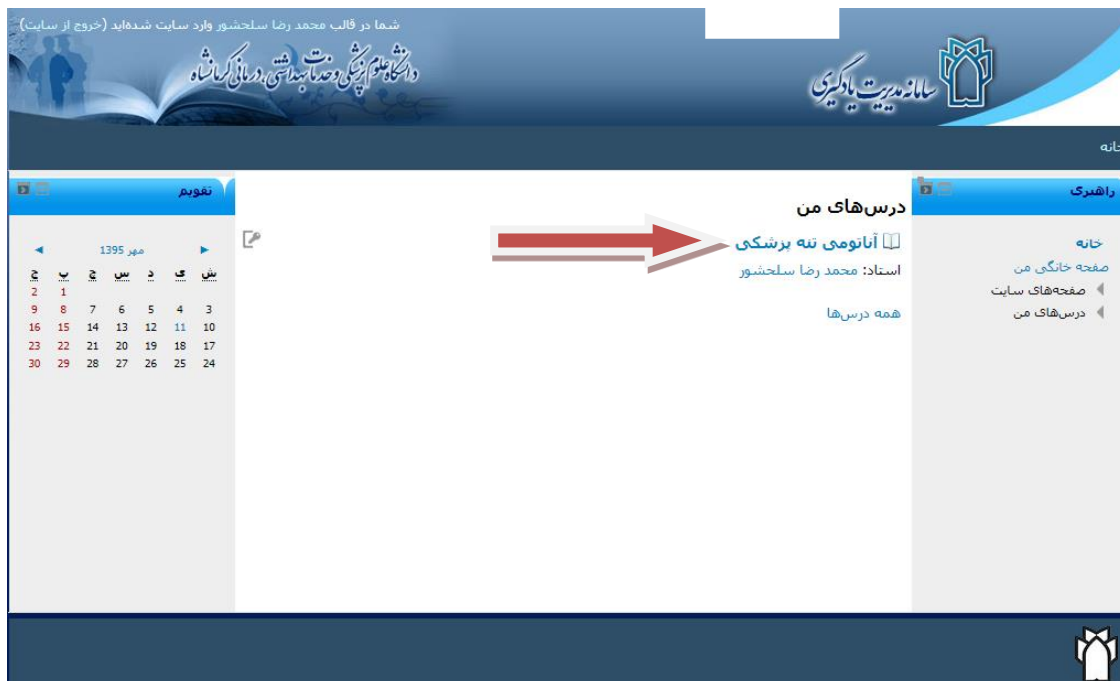 شما در قالب محمد رضا سلحشور وارد سایت شده‌اید (خروج از سایت)
دانشگاه علوم پزشکی و خدمات بهداشتی، درمانی کرمانشاه
سامانه مدیریت یادگیری
راهبری
خانه
صفحه خانگی من
صفحه‌های سایت
درس‌های من
درس‌های من
آناتومی تنه پزشکی
استاد: محمد رضا سلحشور
همه درس‌ها
تقویم
► مهر 1395 ◄
ش ی د س چ پ ج
1 2
3 4 5 6 7 8 9
10 11 12 13 14 15 16
17 18 19 20 21 22 23
24 25 26 27 28 29 30